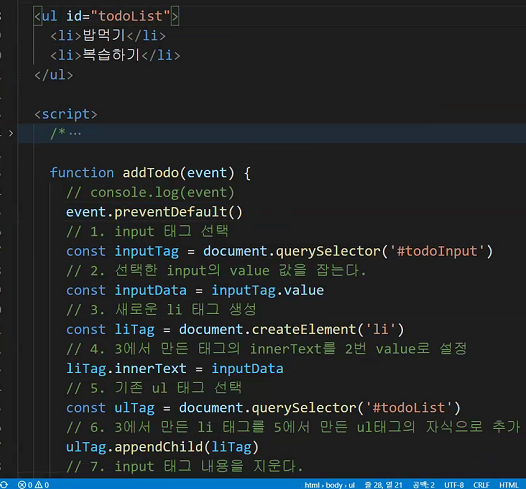 <ul id="todoList">
<li>밥먹기</li>
<li>복습하기</li>
</ul>
<script>
/* ⋯
function addTodo(event) {
// console.log(event)
event.preventDefault()
// 1. input 태그 선택
const inputTag = document.querySelector('#todoInput')
// 2. 선택한 input의 value 값을 잡는다.
const inputData = inputTag.value
// 3. 새로운 li 태그 생성
const liTag = document.createElement('li')
// 4. 3에서 만든 태그의 innerText를 2번 value로 설정
liTag.innerText = inputData
// 5. 기존 ul 태그 선택
const ulTag = document.querySelector('#todoList')
// 6. 3에서 만든 li 태그를 5에서 만든 ul태그의 자식으로 추가
ulTag.appendChild(liTag)
// 7. input 태그 내용을 지운다.
0 0 html › body › ul 줄 28, 열 21 공백: 2 UTF-8 CRLF HTML